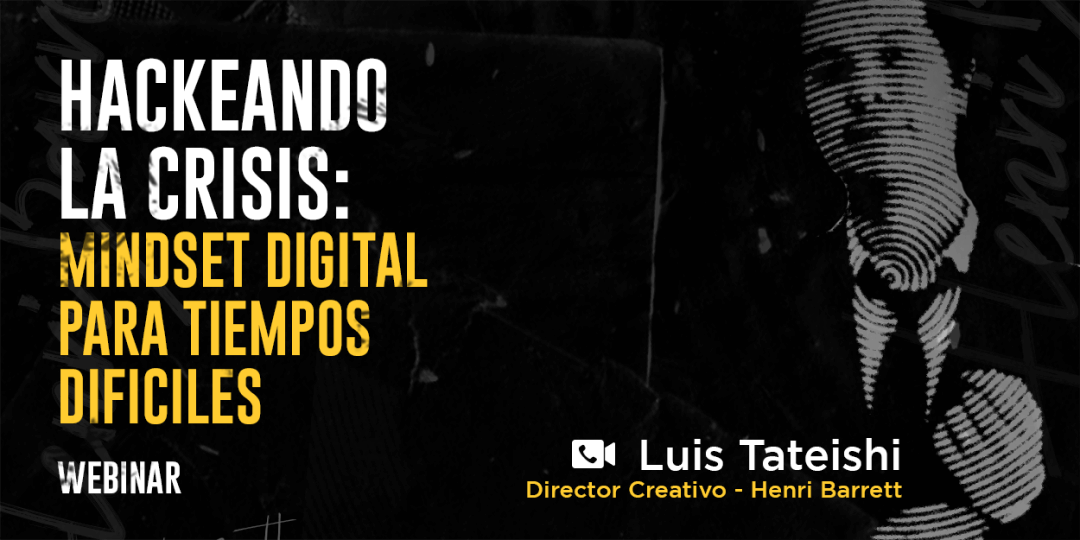 HACKEANDO
LA CRISIS:
MINDSET DIGITAL
PARA TIEMPOS
DIFICILES
WEBINAR
Luis Tateishi
Director Creativo - Henri Barrett